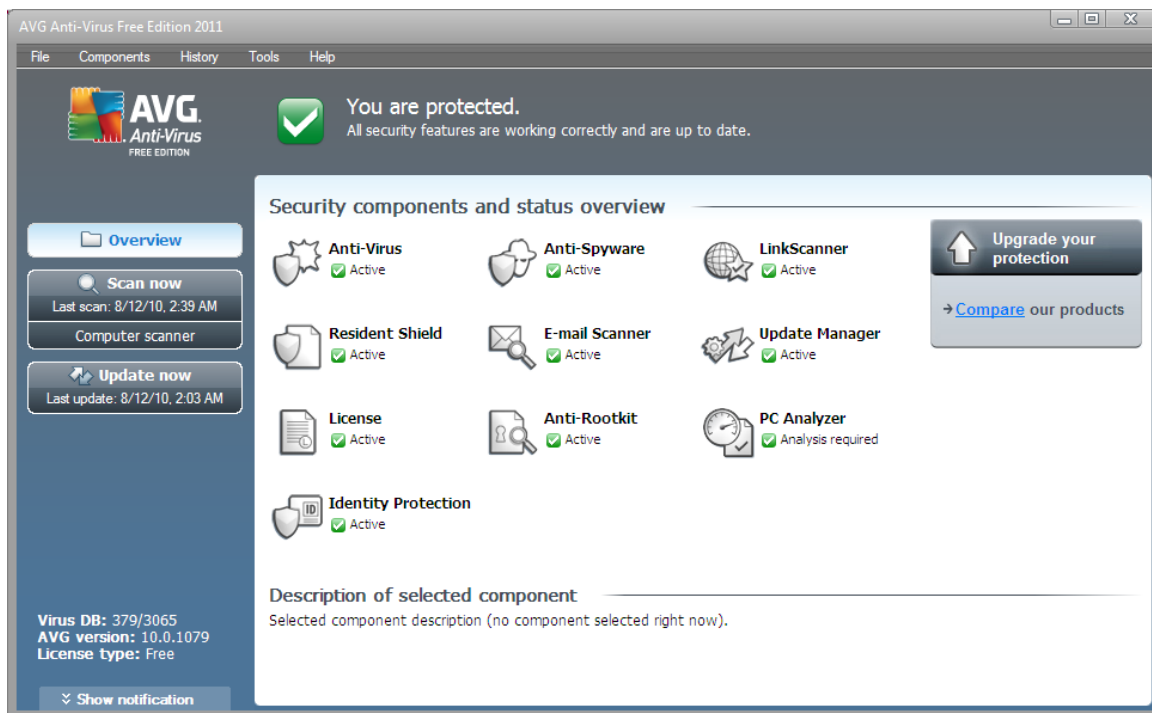 AVG Anti-Virus Free Edition 2011
File Components History Tools Help
AVG.
Anti-Virus
FREE EDITION
You are protected.
All security features are working correctly and are up to date.
Overview
Scan now
Last scan: 8/12/10, 2:39 AM
Computer scanner
Update now
Last update: 8/12/10, 2:03 AM
Virus DB: 379/3065
AVG version: 10.0.1079
License type: Free
Show notification
Security components and status overview
Anti-Virus
Active
Anti-Spyware
Active
LinkScanner
Active
Resident Shield
Active
E-mail Scanner
Active
Update Manager
Active
License
Active
Anti-Rootkit
Active
PC Analyzer
Analysis required
ID
Identity Protection
Active
Description of selected component
Selected component description (no component selected right now).
Upgrade your
protection
Compare our products